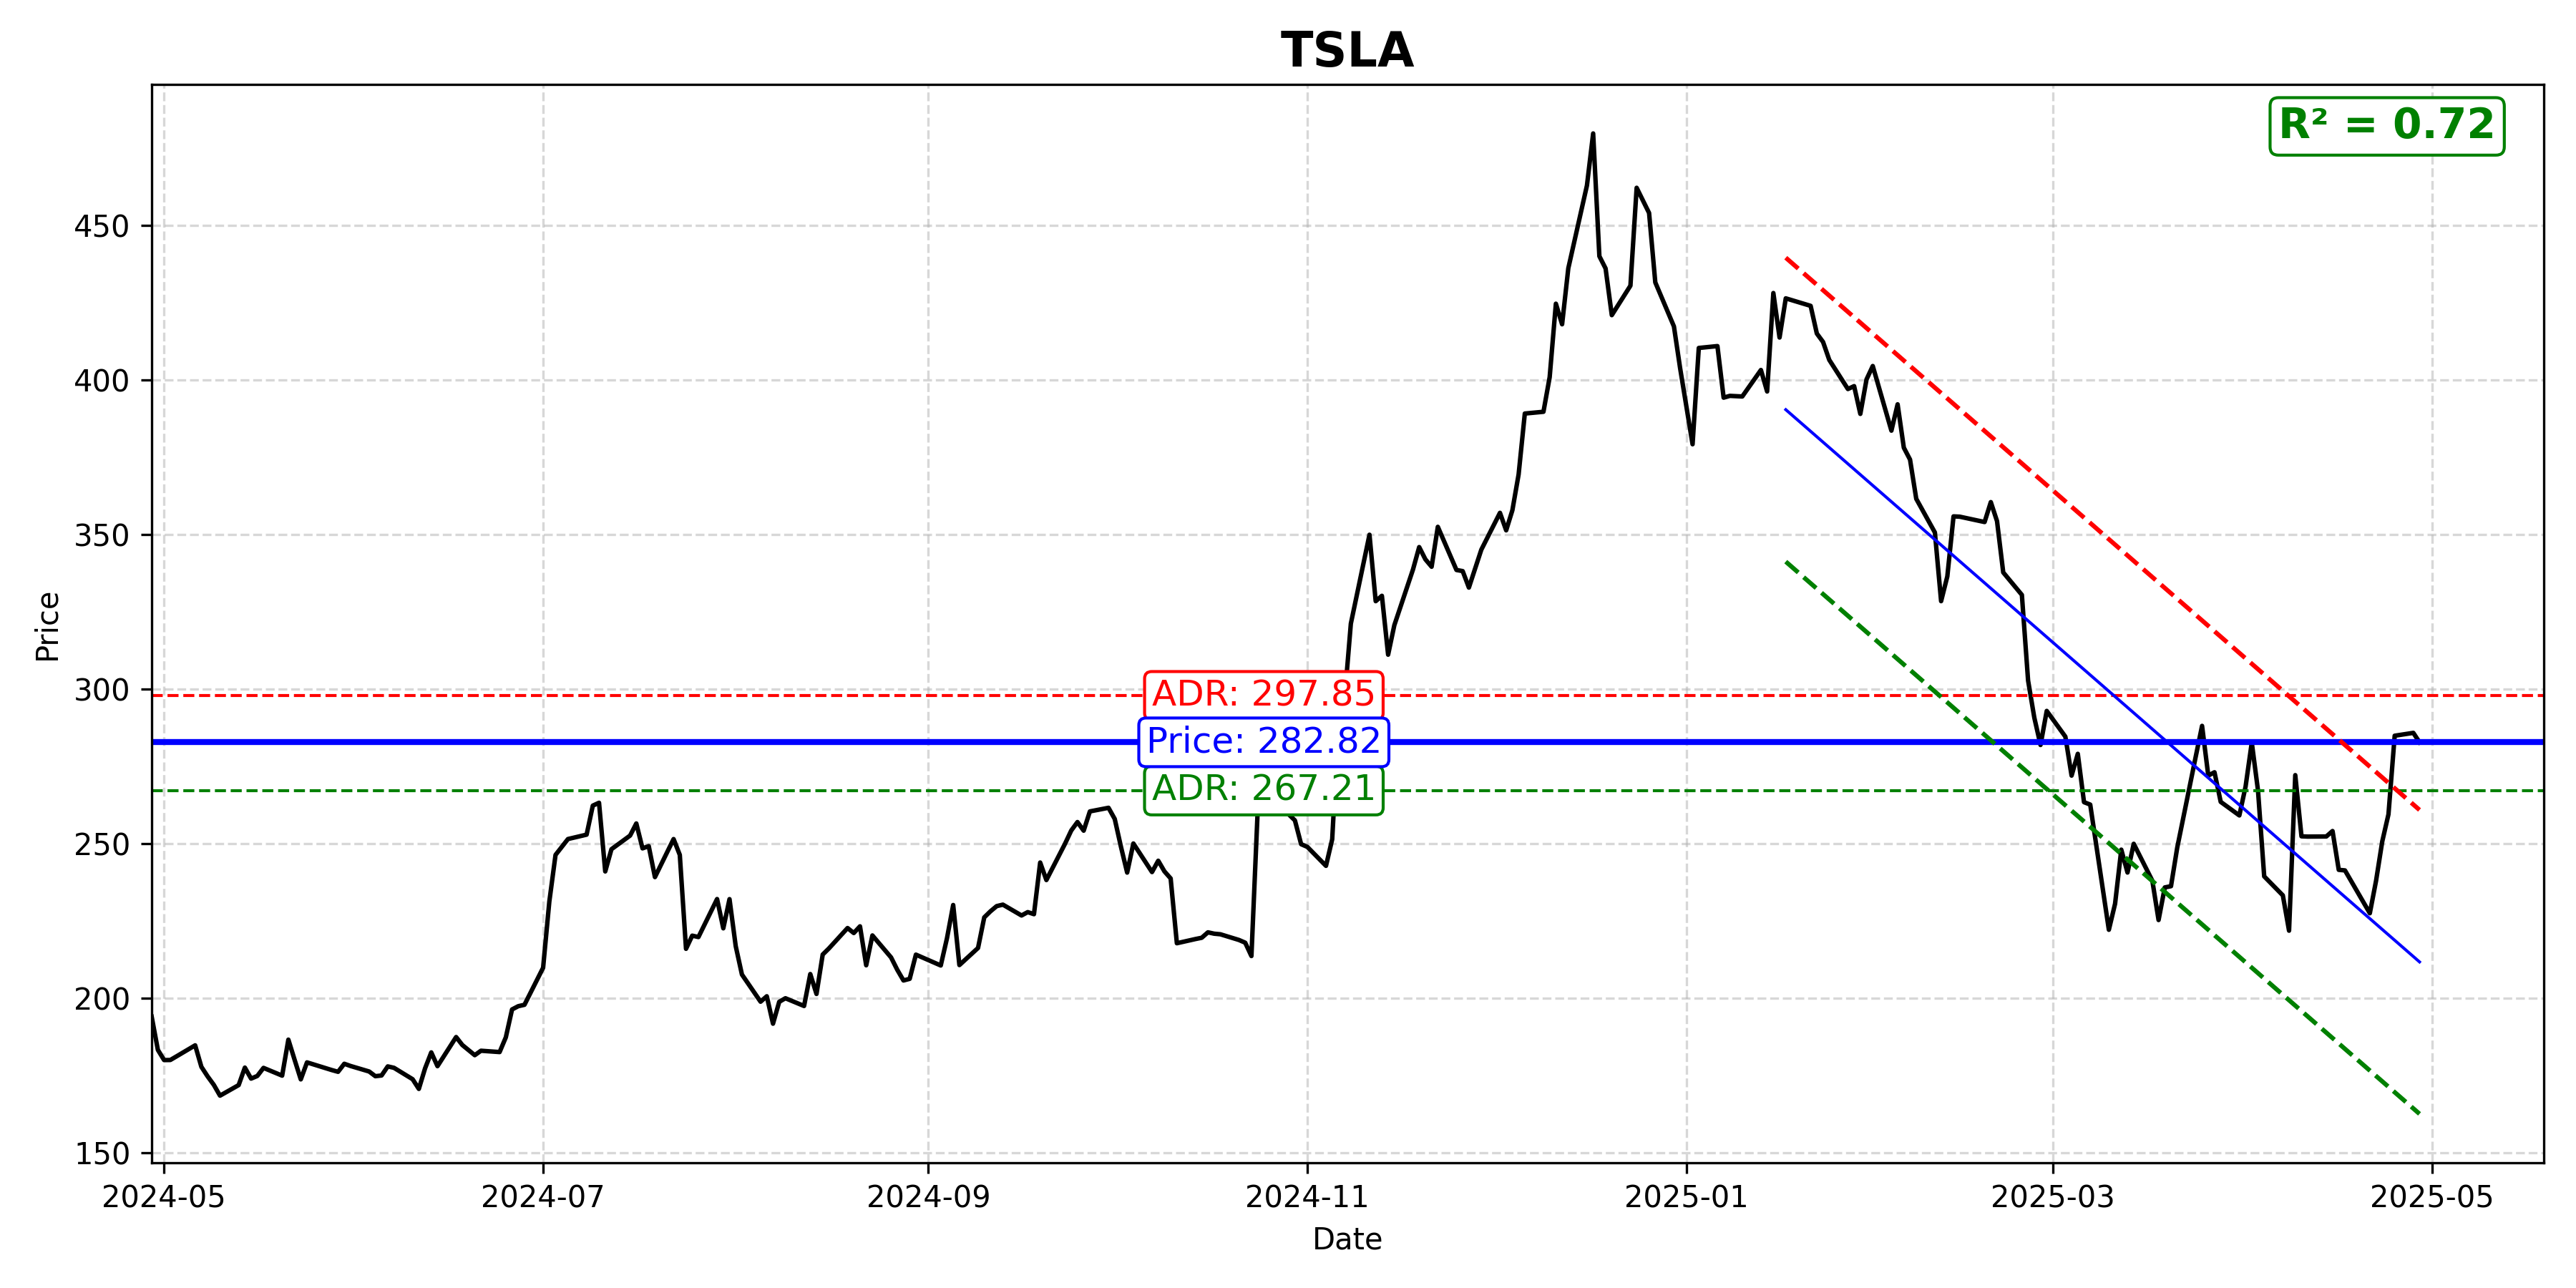 TSLA
R² = 0.72
450
400
350
300
250
200
150
Price
ADR: 297.85
Price: 282.82
ADR: 267.21
2024-05
2024-07
2024-09
2024-11
2025-01
2025-03
2025-05
Date